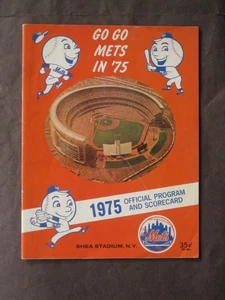 GO GO
METS
IN '75
1975 OFFICIAL PROGRAM
AND SCORECARD
Mets
SHEA STADIUM, N.Y.
35¢